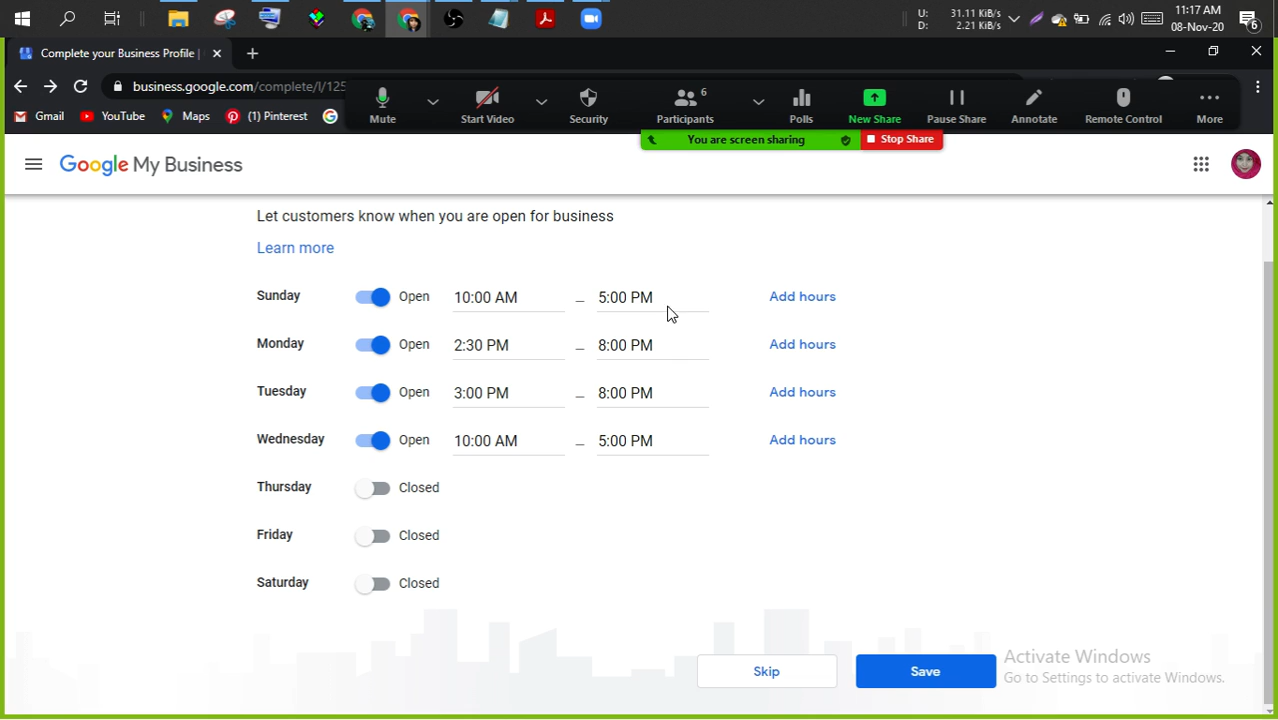 U: 31.11 KiB/s
D: 2.21 KiB/s
11:17 AM
08-Nov-20
6
Complete your Business Profile |
business.google.com/complete/l/125
Gmail YouTube Maps (1) Pinterest
Mute Start Video Security Participants 6 Polls New Share Pause Share Annotate Remote Control More
You are screen sharing Stop Share
Google My Business
Let customers know when you are open for business
Learn more
Sunday Open 10:00 AM – 5:00 PM Add hours
Monday Open 2:30 PM – 8:00 PM Add hours
Tuesday Open 3:00 PM – 8:00 PM Add hours
Wednesday Open 10:00 AM – 5:00 PM Add hours
Thursday Closed
Friday Closed
Saturday Closed
Skip Save
Activate Windows
Go to Settings to activate Windows.